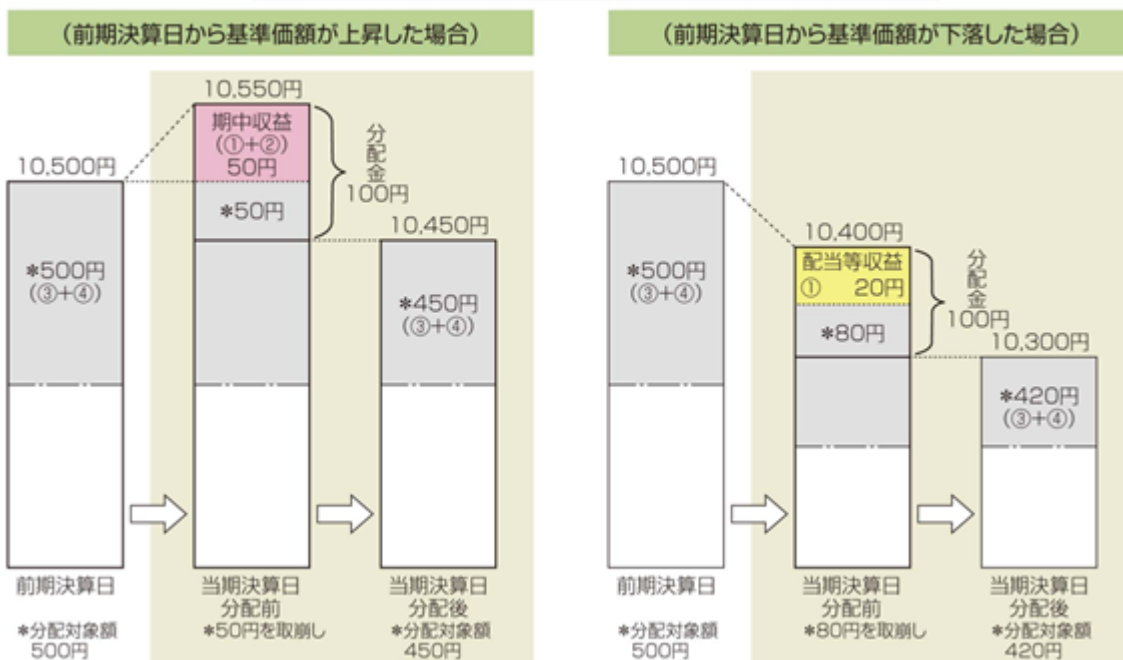 (前期決算日から基準価額が上昇した場合)
10,550円
期中収益
(①+②)
50円
分配金
100円
10,500円
*50円
10,450円
*500円
(③+④)
*450円
(③+④)
前期決算日
当期決算日
分配前
当期決算日
分配後
*分配対象額
500円
*50円を取崩し
*分配対象額
450円
(前期決算日から基準価額が下落した場合)
10,500円
10,400円
配当等収益
① 20円
分配金
100円
*500円
(③+④)
*80円
10,300円
*420円
(③+④)
前期決算日
当期決算日
分配前
当期決算日
分配後
*分配対象額
500円
*80円を取崩し
*分配対象額
420円